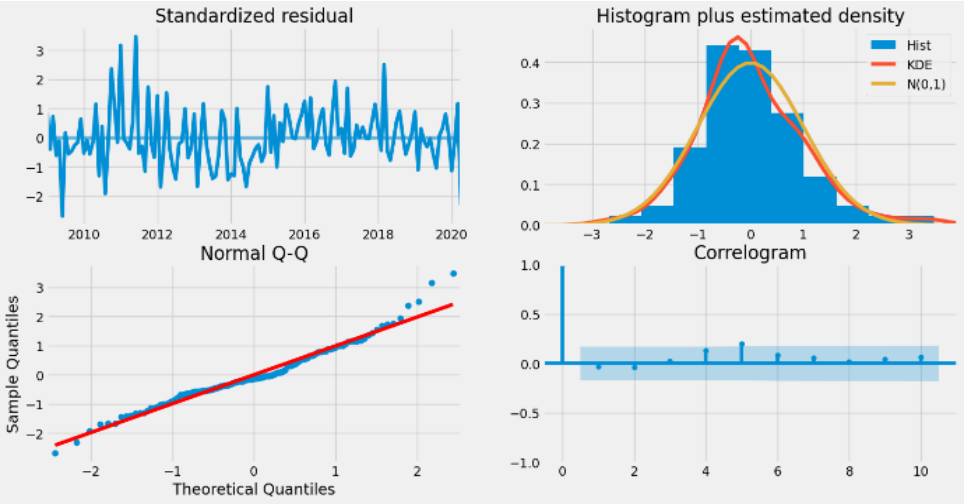 Standardized residual
3
2
1
0
−1
−2
2010 2012 2014 2016 2018 2020
Histogram plus estimated density
Hist
KDE
N(0,1)
0.4
0.3
0.2
0.1
0.0
−3 −2 −1 0 1 2 3
Normal Q-Q
Sample Quantiles
3
2
1
0
−1
−2
−2 −1 0 1 2
Theoretical Quantiles
Correlogram
1.0
0.5
0.0
−0.5
−1.0
0 2 4 6 8 10